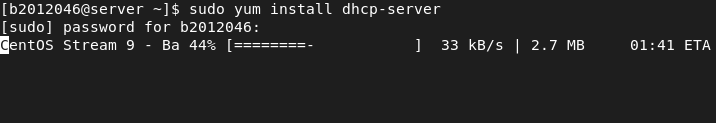 [b2012046@server ~]$ sudo yum install dhcp-server
[sudo] password for b2012046:
CentOS Stream 9 - Ba 44% [========-           ]  33 kB/s | 2.7 MB     01:41 ETA